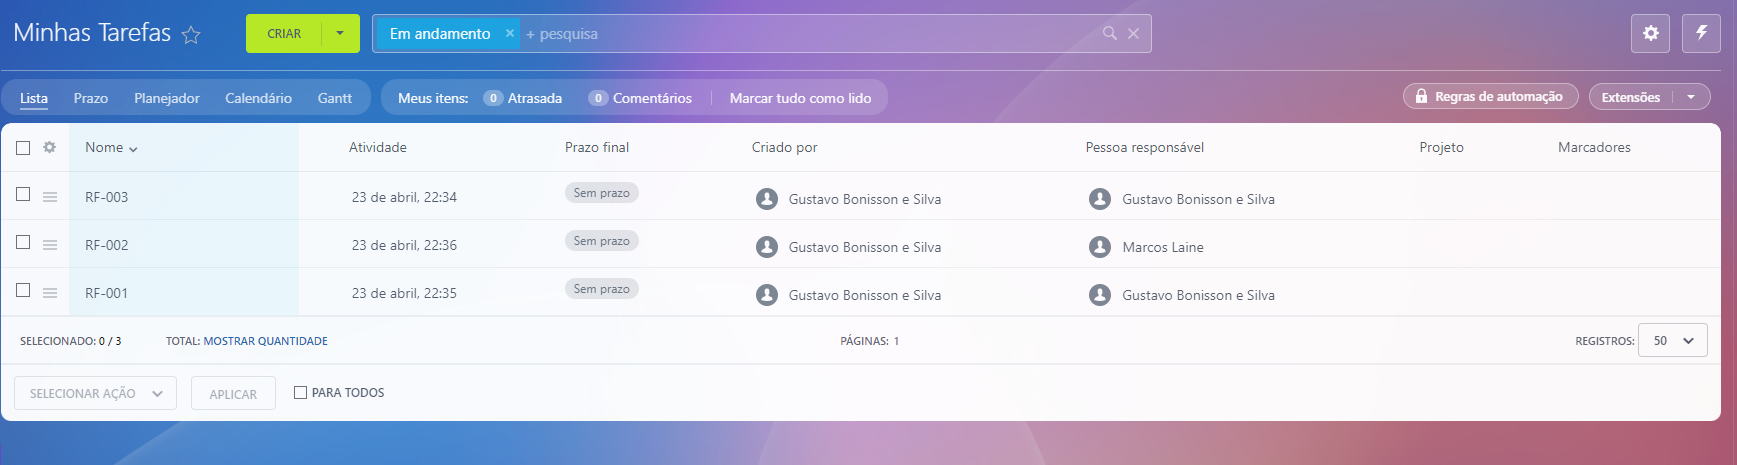 Minhas Tarefas CRIAR Em andamento × + pesquisa
Lista Prazo Planejador Calendário Gantt Meus itens: 0 Atrasada 0 Comentários Marcar tudo como lido Regras de automação Extensões
Nome Atividade Prazo final Criado por Pessoa responsável Projeto Marcadores
RF-003 23 de abril, 22:34 Sem prazo Gustavo Bonisson e Silva Gustavo Bonisson e Silva
RF-002 23 de abril, 22:36 Sem prazo Gustavo Bonisson e Silva Marcos Laine
RF-001 23 de abril, 22:35 Sem prazo Gustavo Bonisson e Silva Gustavo Bonisson e Silva
SELECIONADO: 0 / 3 TOTAL: MOSTRAR QUANTIDADE PÁGINAS: 1 REGISTROS: 50
SELECIONAR AÇÃO APLICAR PARA TODOS